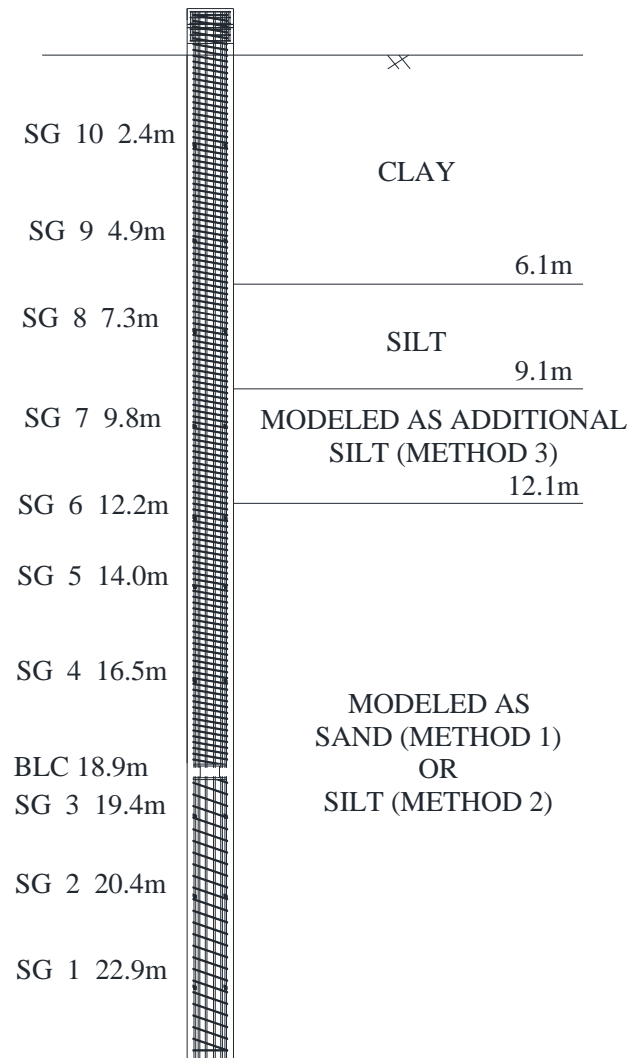 SG 10 2.4m
CLAY
SG 9 4.9m
6.1m
SG 8 7.3m
SILT
9.1m
SG 7 9.8m
MODELED AS ADDITIONAL
SILT (METHOD 3)
12.1m
SG 6 12.2m
SG 5 14.0m
SG 4 16.5m
MODELED AS
SAND (METHOD 1)
OR
SILT (METHOD 2)
BLC 18.9m
SG 3 19.4m
SG 2 20.4m
SG 1 22.9m